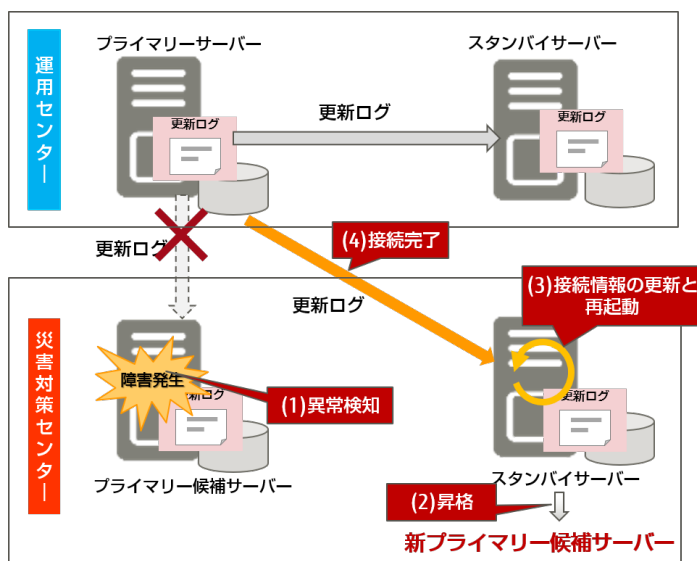 運用センター
プライマリーサーバー
スタンバイサーバー
更新ログ
更新ログ
更新ログ
更新ログ
(4)接続完了
災害対策センター
更新ログ
(3)接続情報の更新と
再起動
障害発生
(1)異常検知
更新ログ
更新ログ
プライマリー候補サーバー
スタンバイサーバー
(2)昇格
新プライマリー候補サーバー